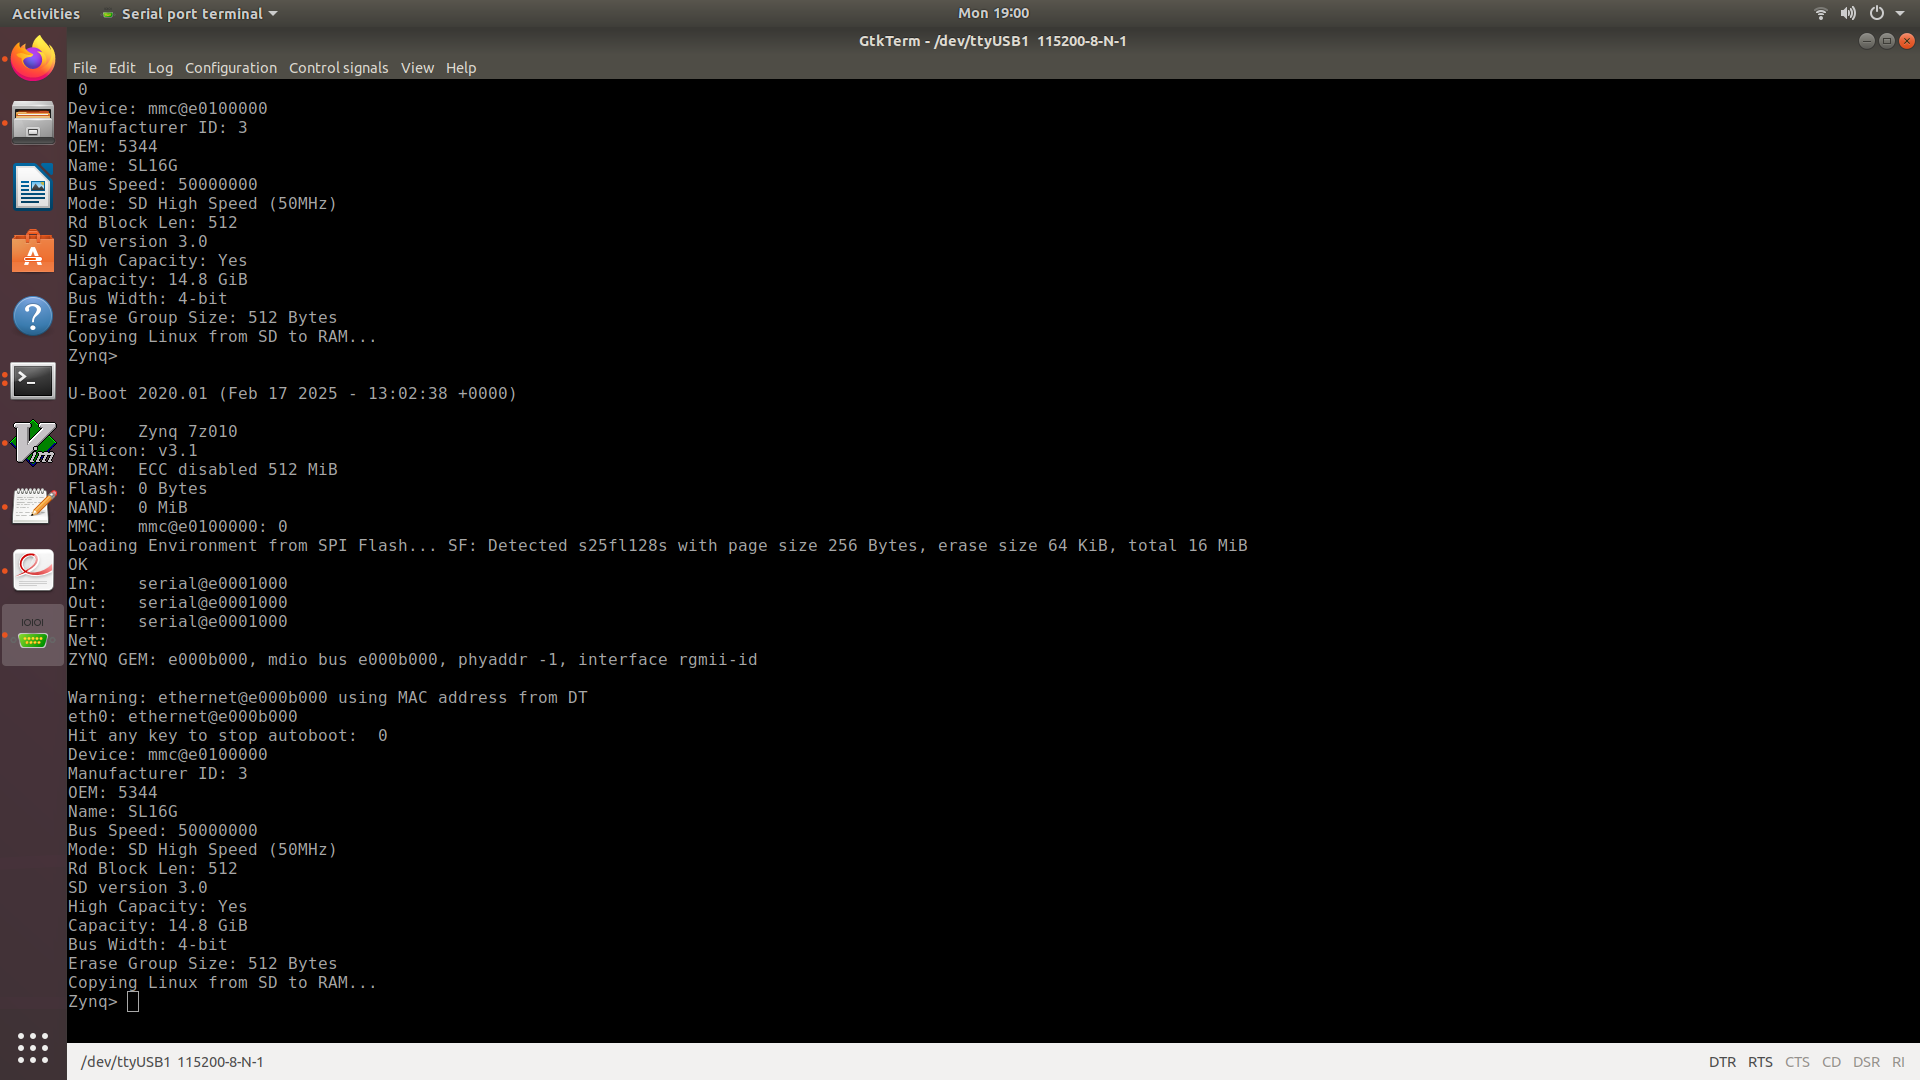 Activities
Serial port terminal
Mon 19:00
GtkTerm - /dev/ttyUSB1 115200-8-N-1
File Edit Log Configuration Control signals View Help
0
Device: mmc@e0100000
Manufacturer ID: 3
OEM: 5344
Name: SL16G
Bus Speed: 50000000
Mode: SD High Speed (50MHz)
Rd Block Len: 512
SD version 3.0
High Capacity: Yes
Capacity: 14.8 GiB
Bus Width: 4-bit
Erase Group Size: 512 Bytes
Copying Linux from SD to RAM...
Zynq>
U-Boot 2020.01 (Feb 17 2025 - 13:02:38 +0000)
CPU:   Zynq 7z010
Silicon: v3.1
DRAM:  ECC disabled 512 MiB
Flash: 0 Bytes
NAND:  0 MiB
MMC:   mmc@e0100000: 0
Loading Environment from SPI Flash... SF: Detected s25fl128s with page size 256 Bytes, erase size 64 KiB, total 16 MiB
OK
In:    serial@e0001000
Out:   serial@e0001000
Err:   serial@e0001000
Net:
ZYNQ GEM: e000b000, mdio bus e000b000, phyaddr -1, interface rgmii-id
Warning: ethernet@e000b000 using MAC address from DT
eth0: ethernet@e000b000
Hit any key to stop autoboot:  0
Device: mmc@e0100000
Manufacturer ID: 3
OEM: 5344
Name: SL16G
Bus Speed: 50000000
Mode: SD High Speed (50MHz)
Rd Block Len: 512
SD version 3.0
High Capacity: Yes
Capacity: 14.8 GiB
Bus Width: 4-bit
Erase Group Size: 512 Bytes
Copying Linux from SD to RAM...
Zynq>
/dev/ttyUSB1 115200-8-N-1
DTR RTS CTS CD DSR RI